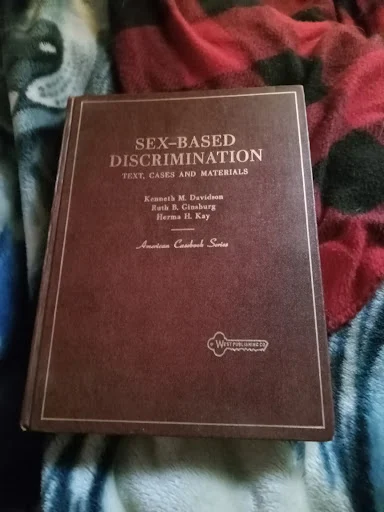 SEX-BASED
DISCRIMINATION
TEXT, CASES AND MATERIALS
Kenneth M. Davidson
Ruth B. Ginsburg
Herma H. Kay
American Casebook Series
WEST PUBLISHING CO